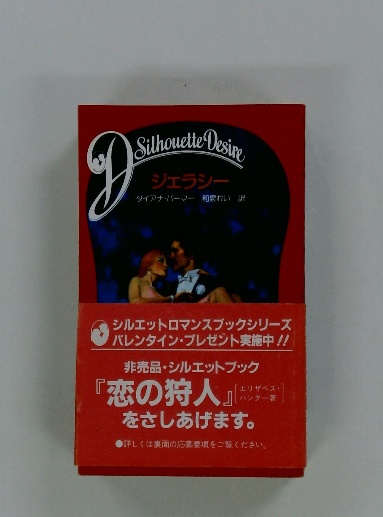 Silhouette Desire
ジェラシー
ダイアナ・パーマー 和泉れい 訳
シルエットロマンスブックシリーズ
バレンタイン・プレゼント実施中!!
非売品・シルエットブック
『恋の狩人』[エリザベス・ハンター著]
をさしあげます。
●詳しくは裏面の応募要項をご覧ください。